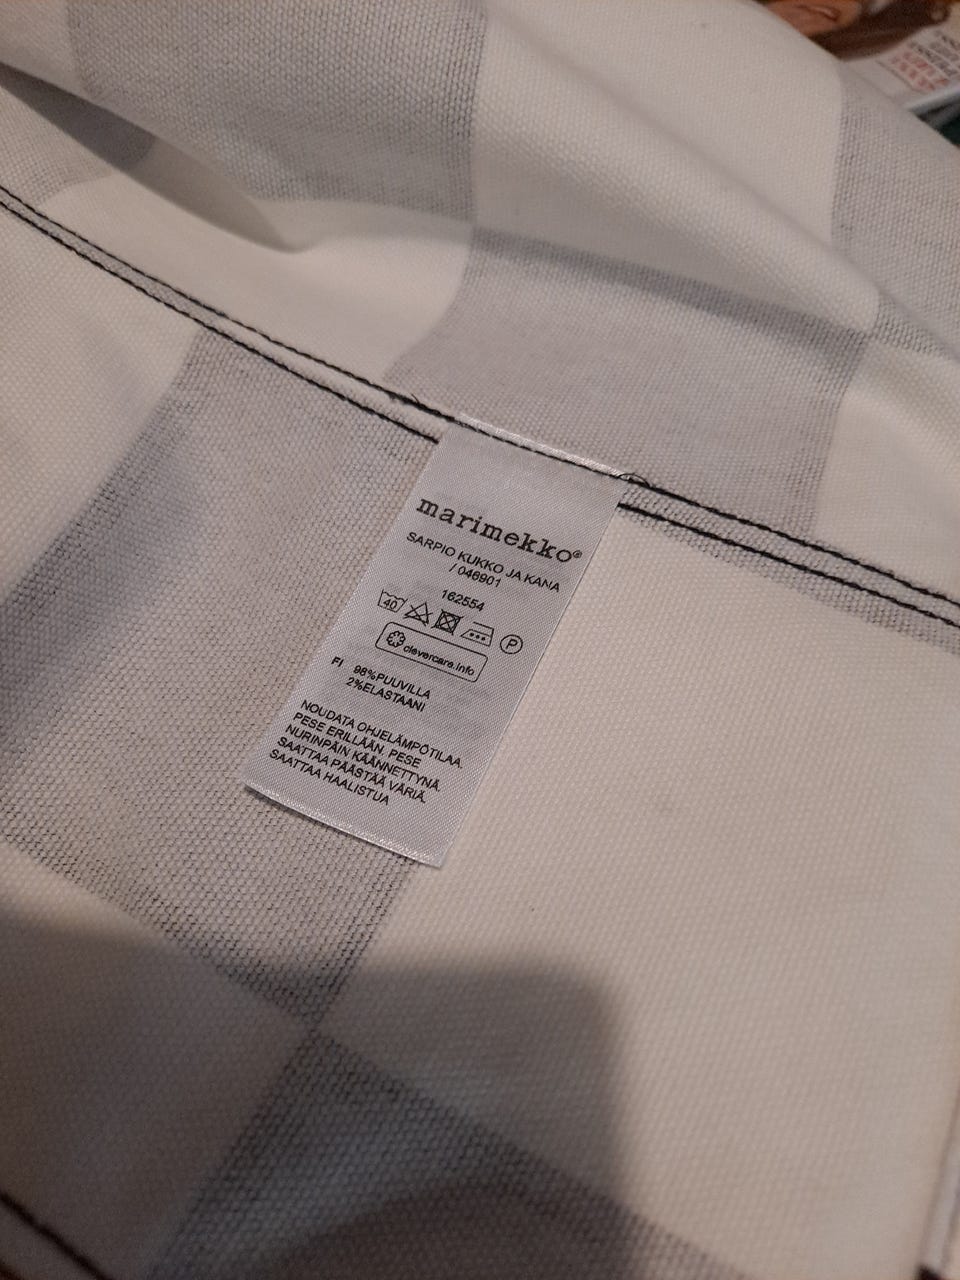 marimekko®
SARPIO KUKKO JA KANA
/ 046901
162554
40 P
clevercare.info
FI 98%PUUVILLA
2%ELASTAANI
NOUDATA OHJELÄMPÖTILAA.
PESE ERILLÄÄN. PESE
NURINPÄIN KÄÄNNETTYNÄ.
SAATTAA PÄÄSTÄÄ VÄRIÄ.
SAATTAA HAALISTUA